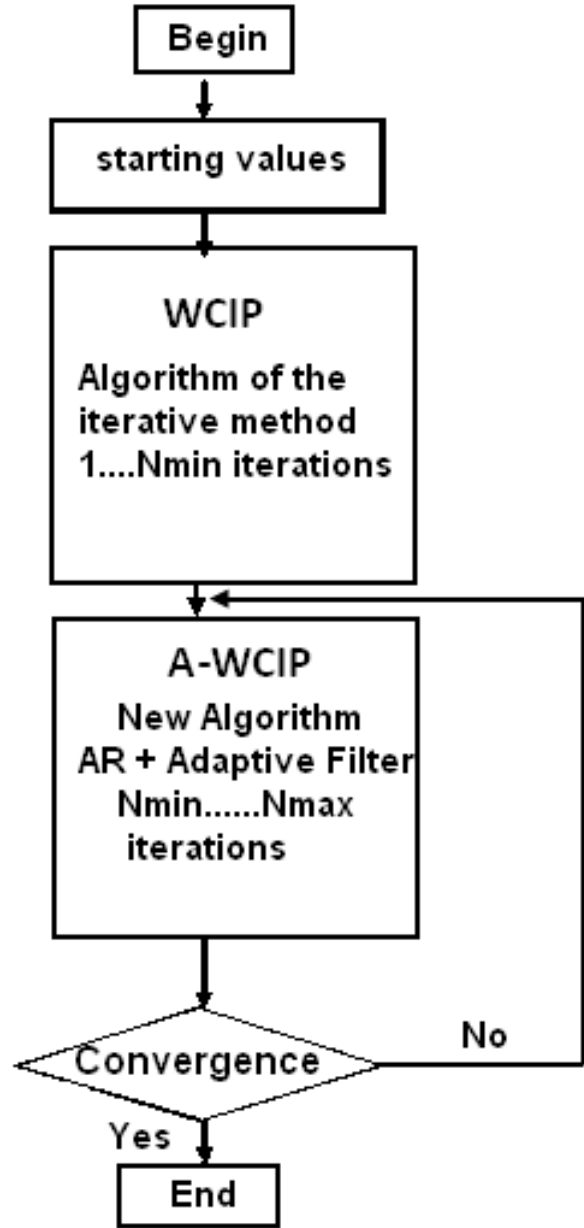 Begin
starting values
WCIP
Algorithm of the
iterative method
1....Nmin iterations
A-WCIP
New Algorithm
AR + Adaptive Filter
Nmin......Nmax
iterations
Convergence
No
Yes
End